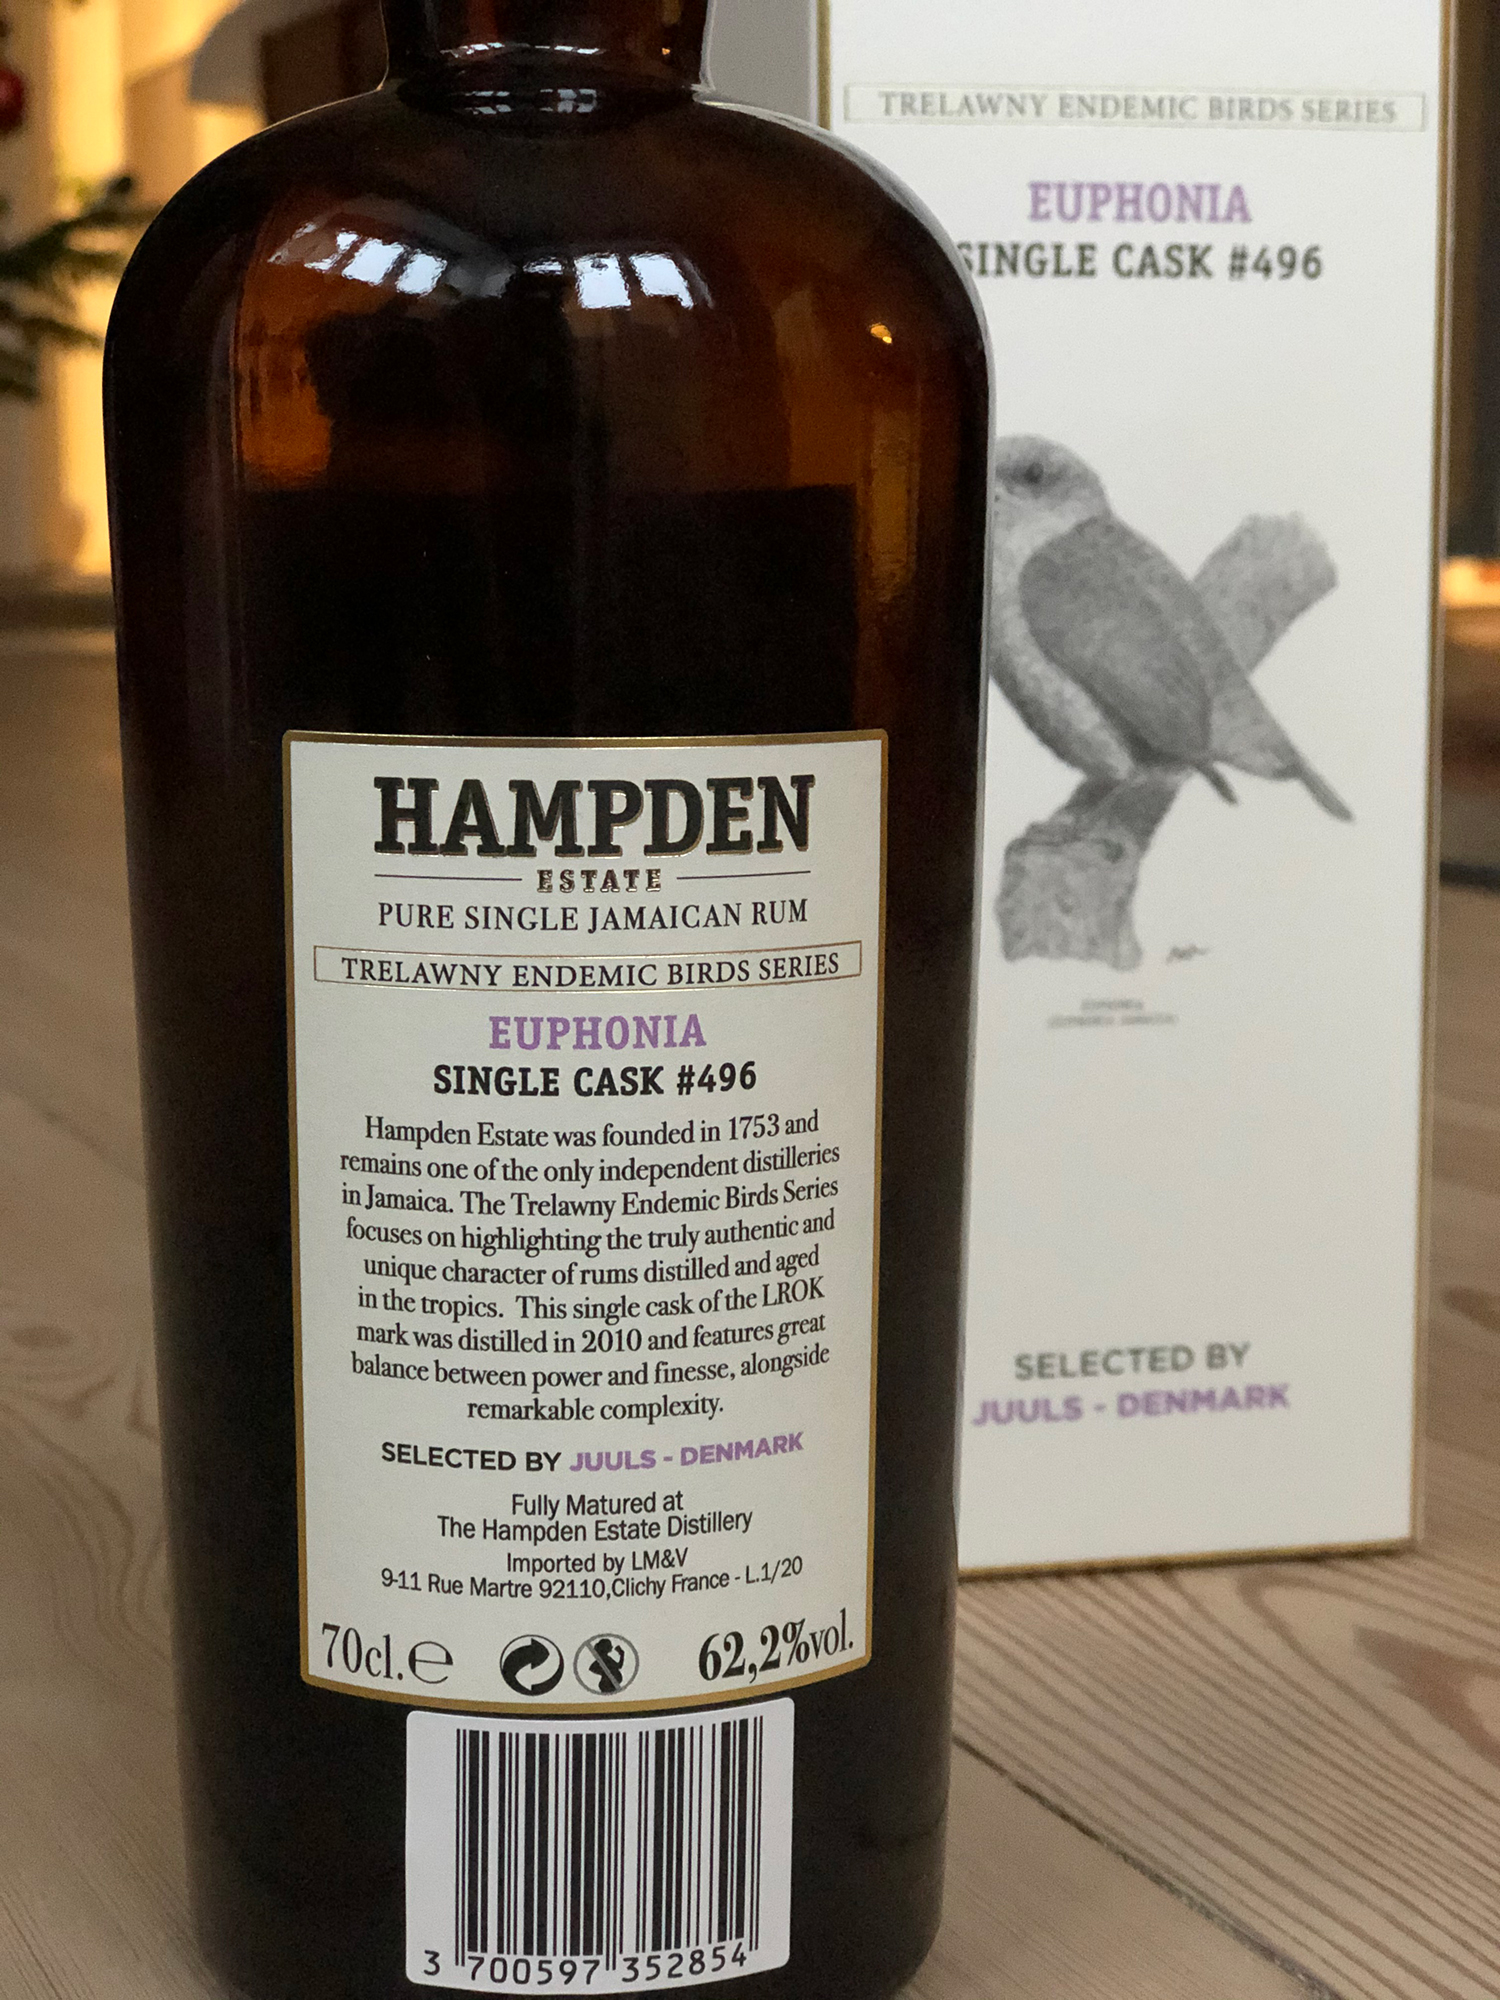 HAMPDEN
ESTATE
PURE SINGLE JAMAICAN RUM
TRELAWNY ENDEMIC BIRDS SERIES
EUPHONIA
SINGLE CASK #496
Hampden Estate was founded in 1753 and
remains one of the only independent distilleries
in Jamaica. The Trelawny Endemic Birds Series
focuses on highlighting the truly authentic and
unique character of rums distilled and aged
in the tropics. This single cask of the LROK
mark was distilled in 2010 and features great
balance between power and finesse, alongside
remarkable complexity.
SELECTED BY JUULS - DENMARK
Fully Matured at
The Hampden Estate Distillery
Imported by LM&V
9-11 Rue Martre 92110,Clichy France - L.1/20
70cl. ℮ 62,2%vol.
3 700597 352854
TRELAWNY ENDEMIC BIRDS SERIES
EUPHONIA
SINGLE CASK #496
SELECTED BY
JUULS - DENMARK